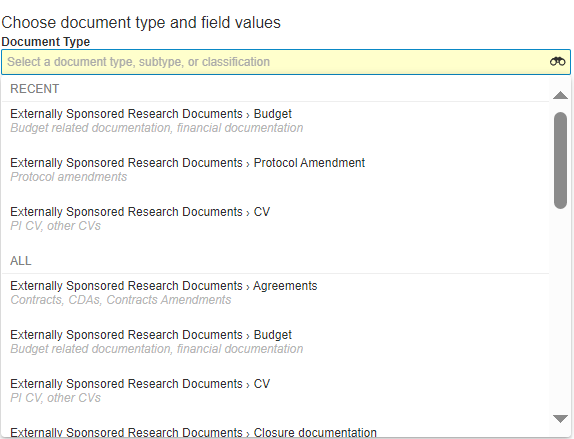 Choose document type and field values
Document Type
Select a document type, subtype, or classification
RECENT
Externally Sponsored Research Documents › Budget
Budget related documentation, financial documentation
Externally Sponsored Research Documents › Protocol Amendment
Protocol amendments
Externally Sponsored Research Documents › CV
PI CV, other CVs
ALL
Externally Sponsored Research Documents › Agreements
Contracts, CDAs, Contracts Amendments
Externally Sponsored Research Documents › Budget
Budget related documentation, financial documentation
Externally Sponsored Research Documents › CV
PI CV, other CVs
Externally Sponsored Research Documents › Closure documentation